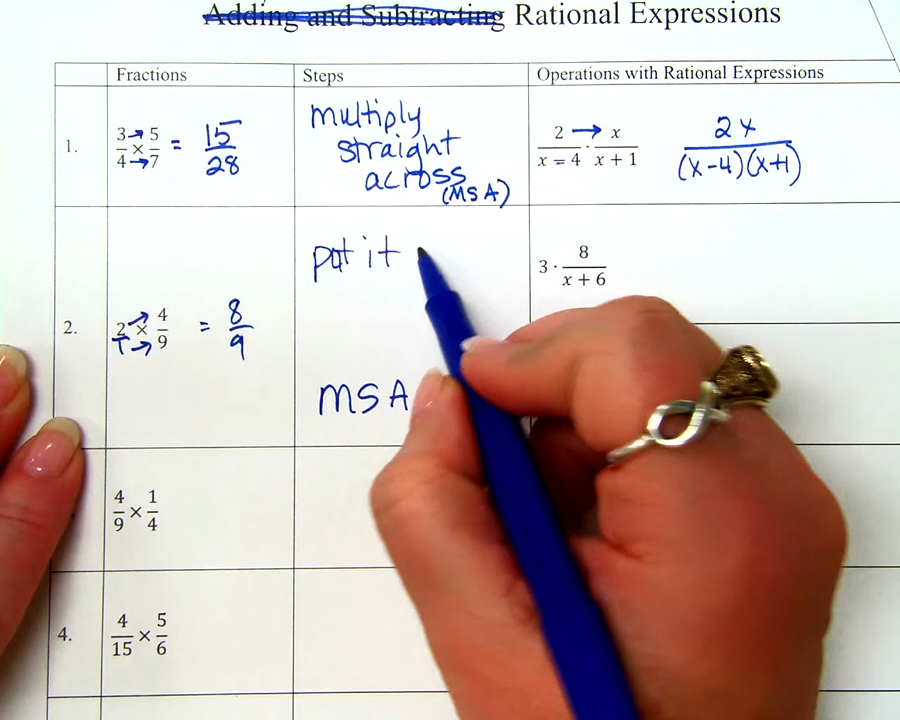 Adding and Subtracting Rational Expressions
Fractions Steps Operations with Rational Expressions
1. 3/4 × 5/7 = 15/28
multiply
straight
across
(MSA)
2/(x = 4) · x/(x + 1) 2x/((x-4)(x+1))
2. 2/1 × 4/9 = 8/9
put it
MSA
3 · 8/(x + 6)
4/9 × 1/4
4. 4/15 × 5/6